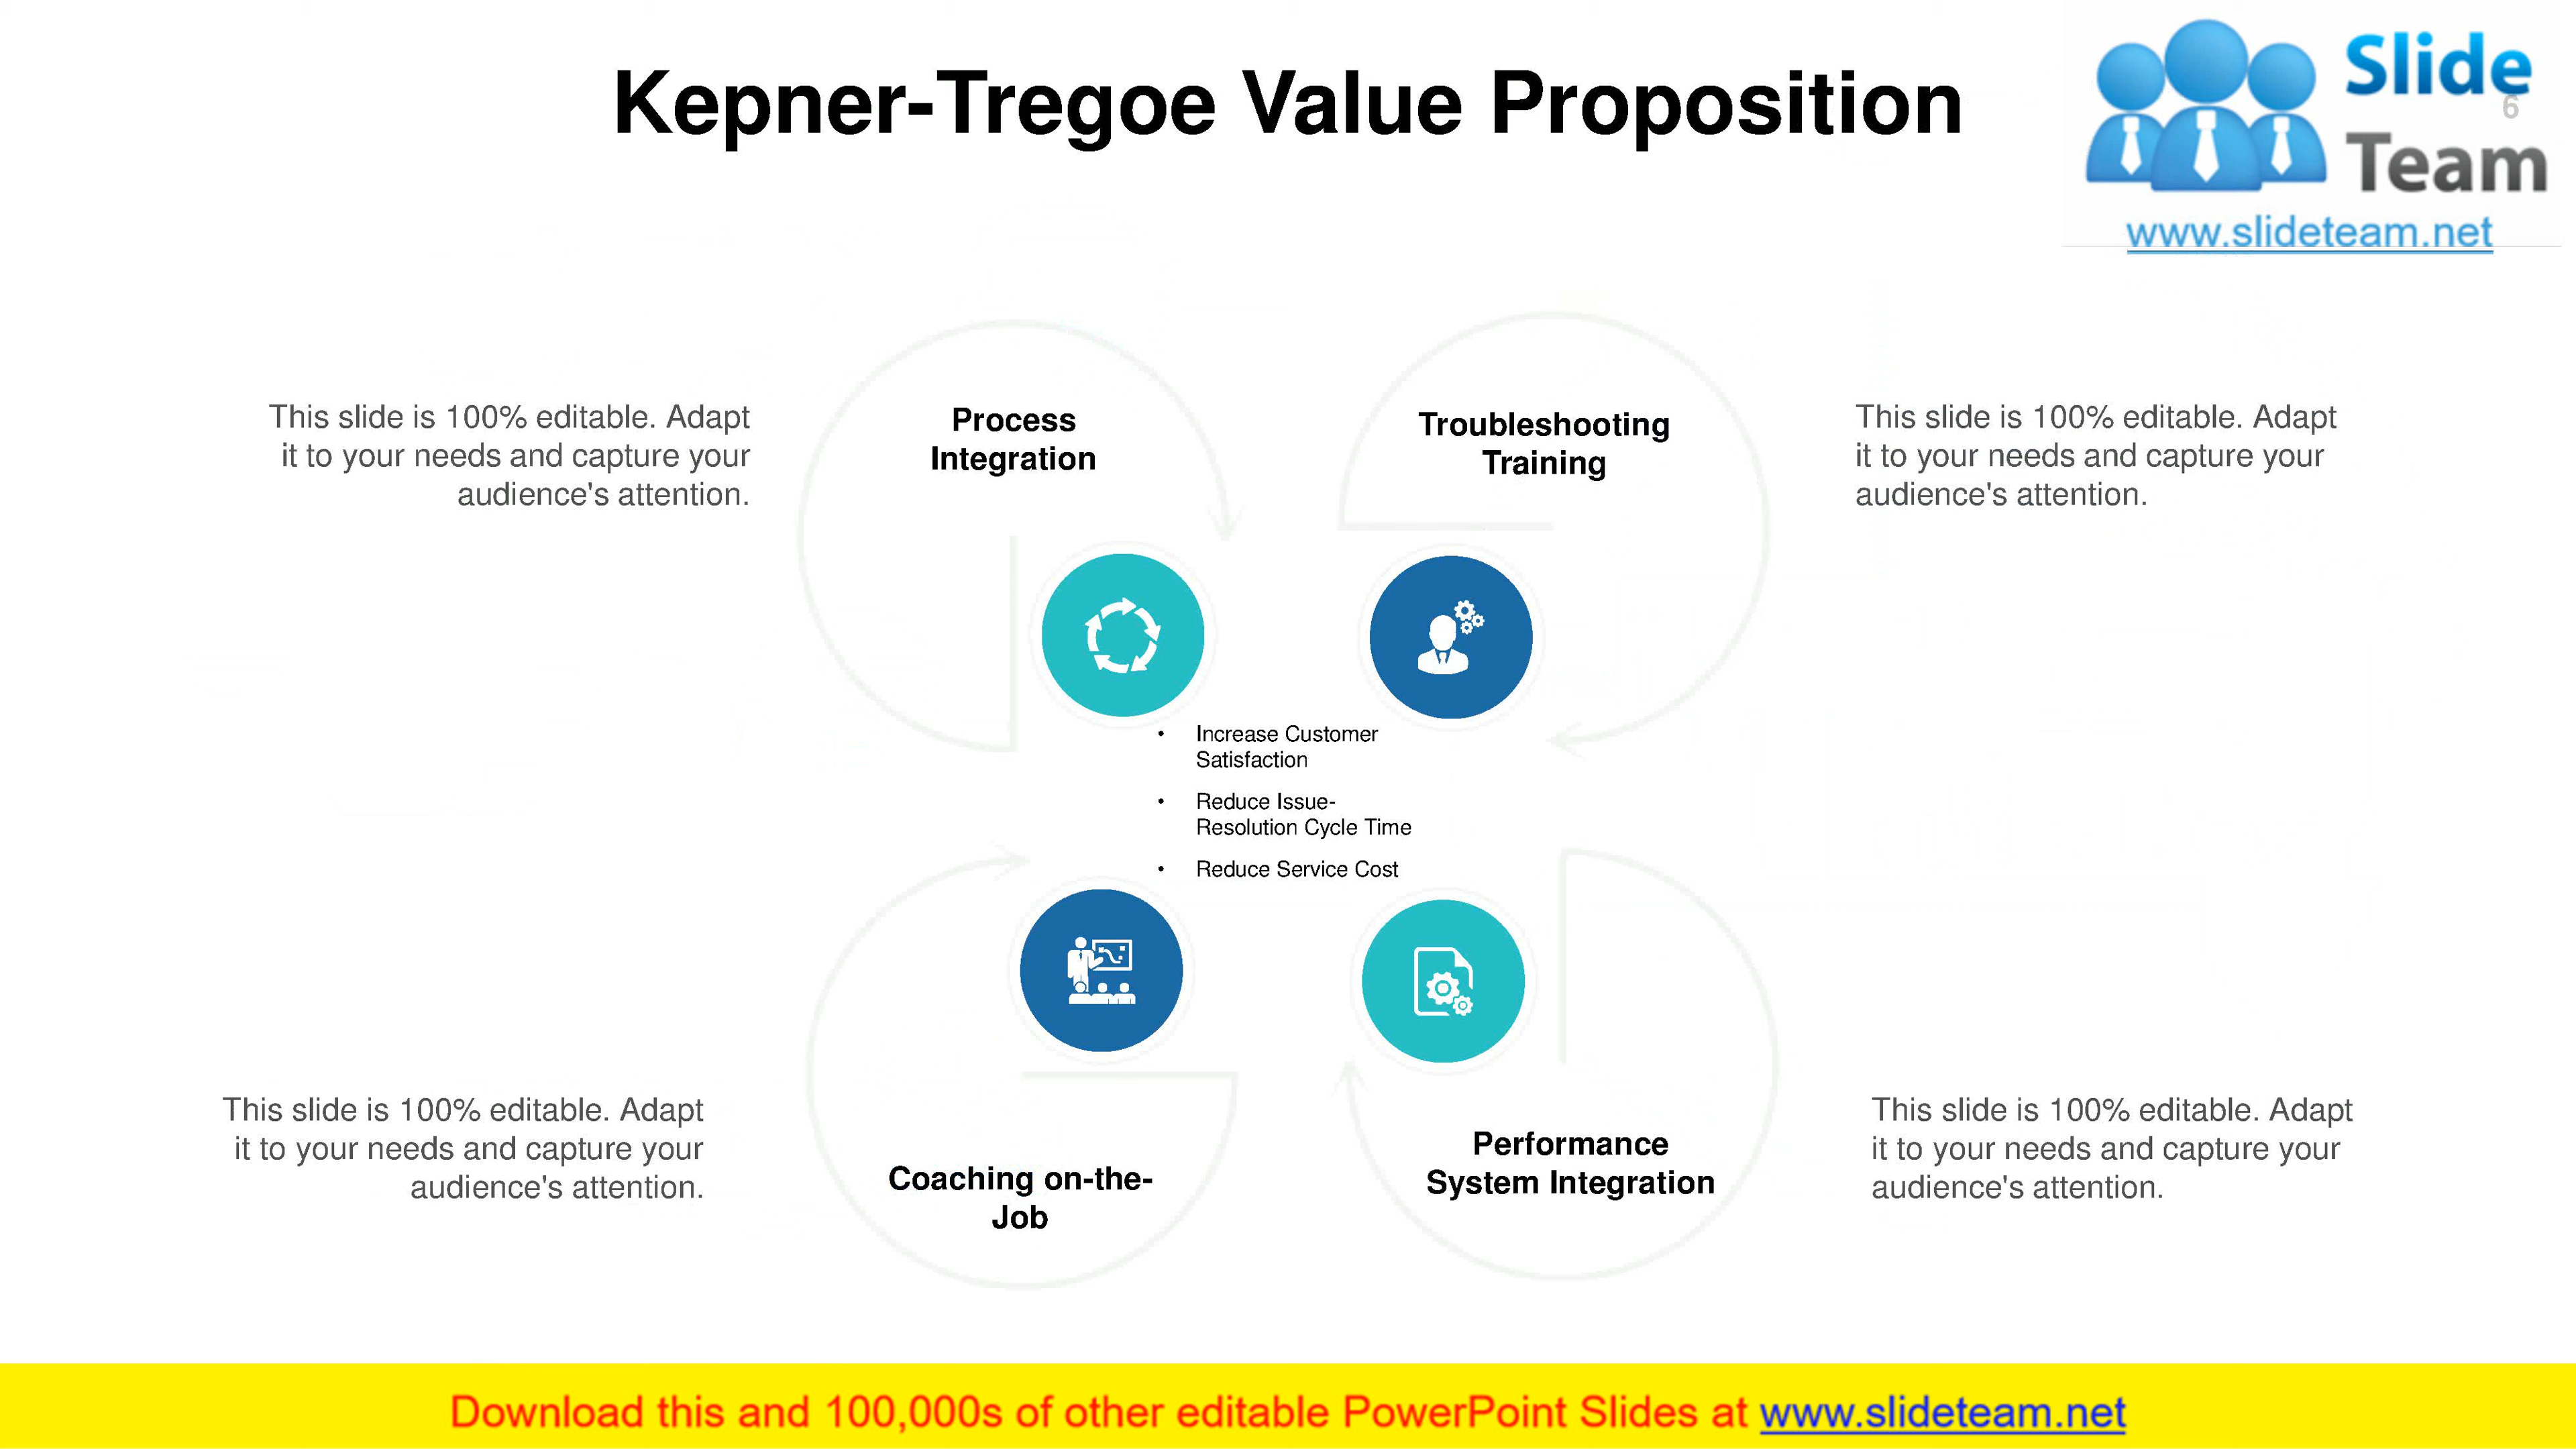 Kepner-Tregoe Value Proposition
Slide
6
Team
www.slideteam.net
This slide is 100% editable. Adapt
it to your needs and capture your
audience's attention.
Process
Integration
Troubleshooting
Training
This slide is 100% editable. Adapt
it to your needs and capture your
audience's attention.
• Increase Customer
Satisfaction
• Reduce Issue-
Resolution Cycle Time
• Reduce Service Cost
This slide is 100% editable. Adapt
it to your needs and capture your
audience's attention.
Coaching on-the-
Job
Performance
System Integration
This slide is 100% editable. Adapt
it to your needs and capture your
audience's attention.
Download this and 100,000s of other editable PowerPoint Slides at www.slideteam.net